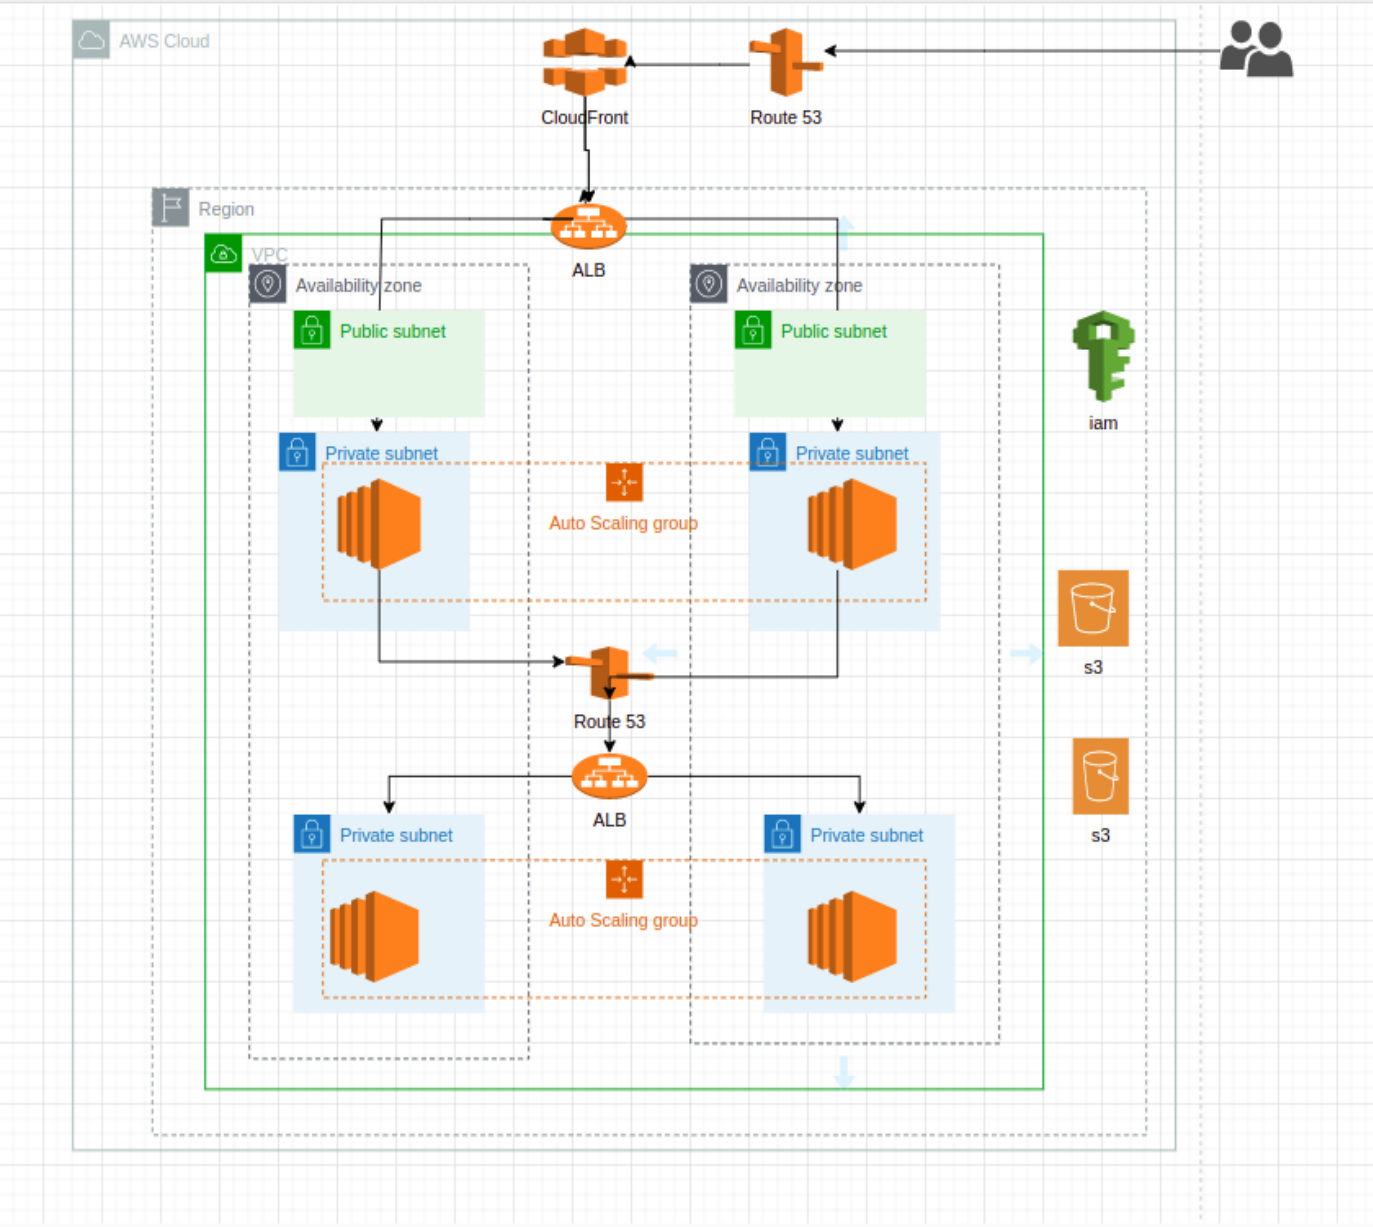 AWS Cloud
CloudFront
Route 53
Region
VPC
ALB
Availability zone
Availability zone
Public subnet
Public subnet
iam
Private subnet
Private subnet
Auto Scaling group
s3
Route 53
ALB
Private subnet
Private subnet
s3
Auto Scaling group